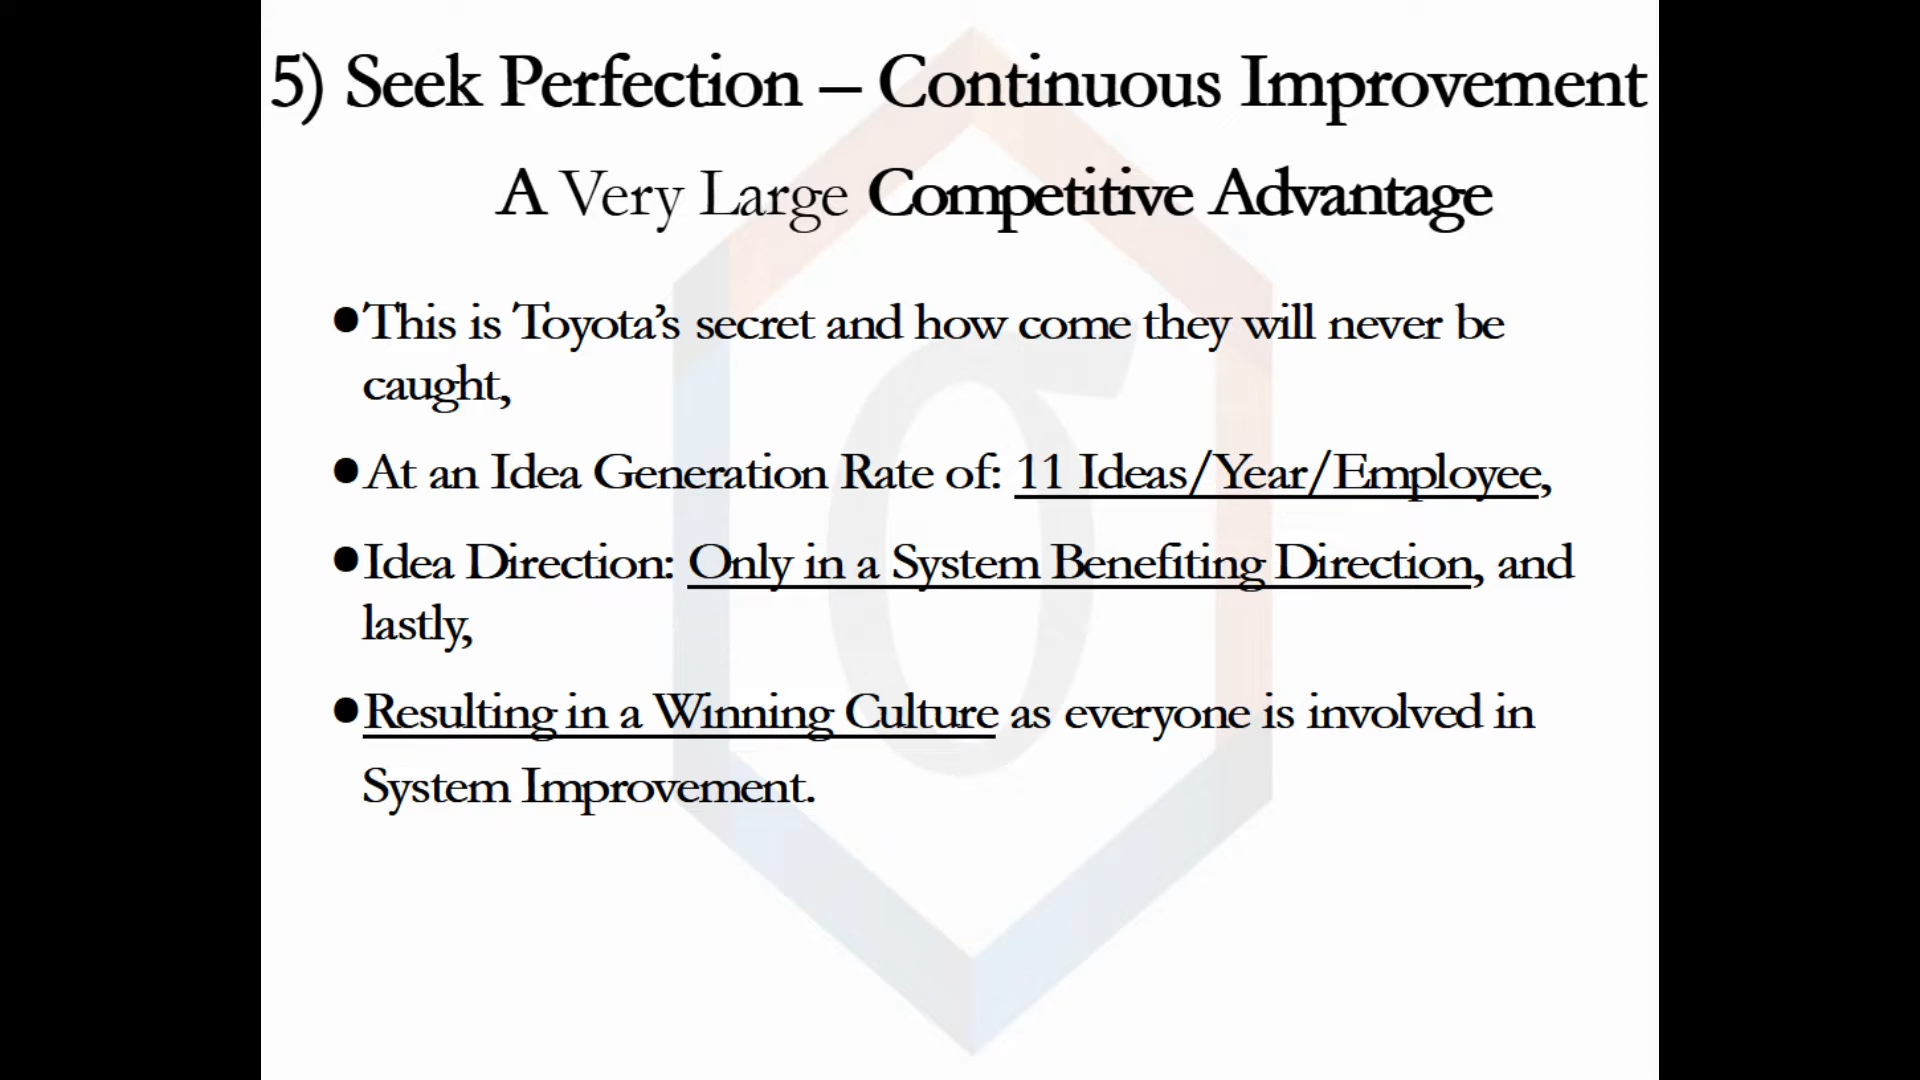 5) Seek Perfection – Continuous Improvement
A Very Large Competitive Advantage
●This is Toyota’s secret and how come they will never be
caught,
●At an Idea Generation Rate of: 11 Ideas/Year/Employee,
●Idea Direction: Only in a System Benefiting Direction, and
lastly,
●Resulting in a Winning Culture as everyone is involved in
System Improvement.
σ